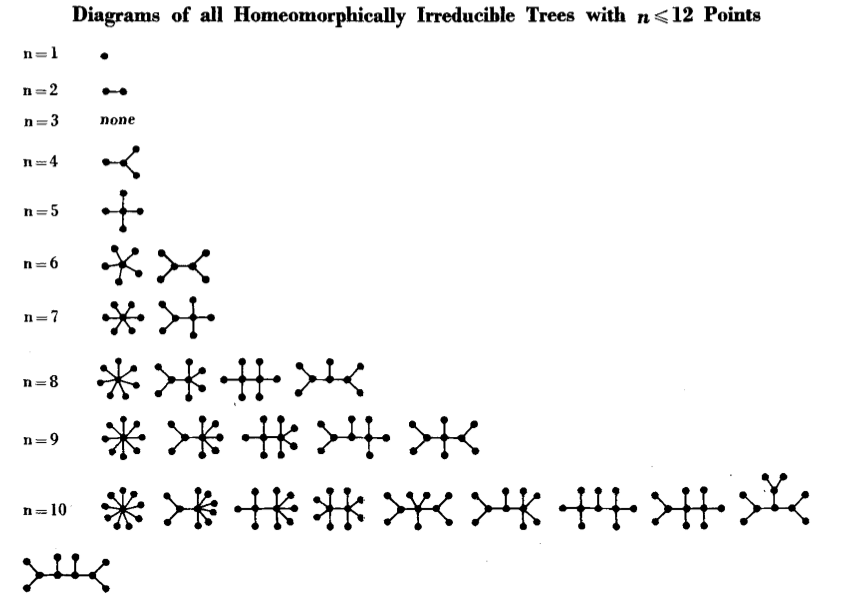 Diagrams of all Homeomorphically Irreducible Trees with n⩽12 Points
n=1
n=2
n=3 none
n=4
n=5
n=6
n=7
n=8
n=9
n=10